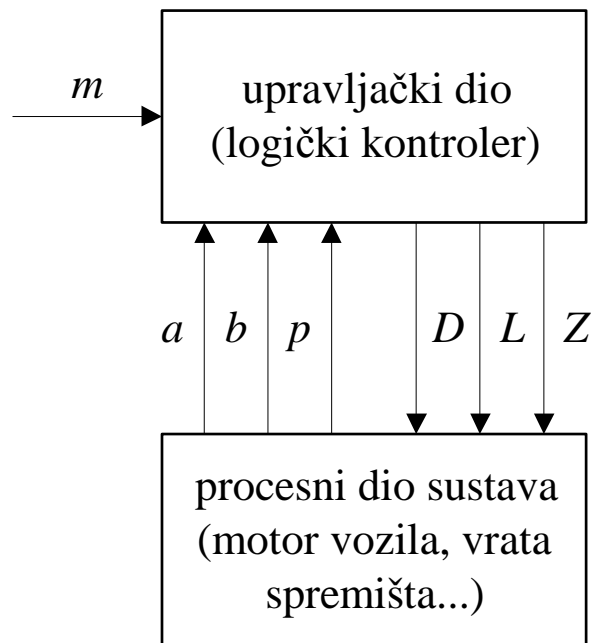 m
upravljački dio
(logički kontroler)
a b p D L Z
procesni dio sustava
(motor vozila, vrata
spremišta...)